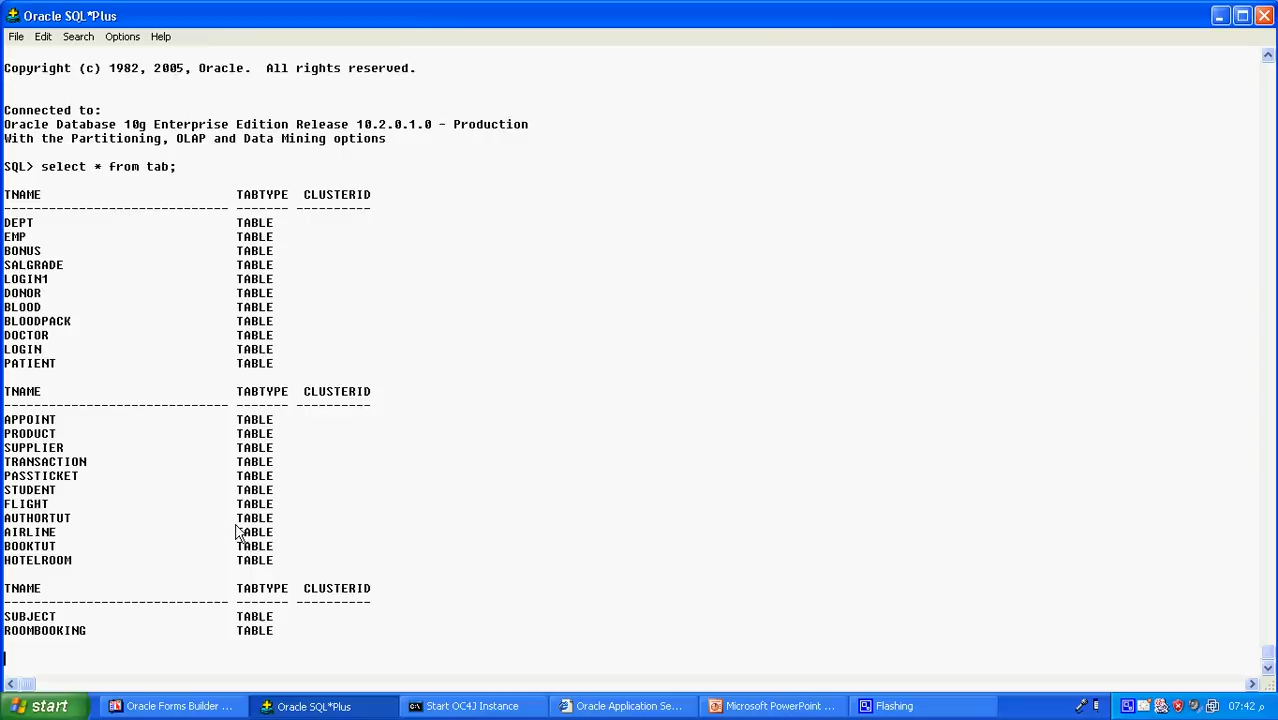 Oracle SQL*Plus
File Edit Search Options Help
Copyright (c) 1982, 2005, Oracle.  All rights reserved.
Connected to:
Oracle Database 10g Enterprise Edition Release 10.2.0.1.0 - Production
With the Partitioning, OLAP and Data Mining options
SQL> select * from tab;
TNAME                          TABTYPE  CLUSTERID
------------------------------ ------- ----------
DEPT                           TABLE
EMP                            TABLE
BONUS                          TABLE
SALGRADE                       TABLE
LOGIN1                         TABLE
DONOR                          TABLE
BLOOD                          TABLE
BLOODPACK                      TABLE
DOCTOR                         TABLE
LOGIN                          TABLE
PATIENT                        TABLE
TNAME                          TABTYPE  CLUSTERID
------------------------------ ------- ----------
APPOINT                        TABLE
PRODUCT                        TABLE
SUPPLIER                       TABLE
TRANSACTION                    TABLE
PASSTICKET                     TABLE
STUDENT                        TABLE
FLIGHT                         TABLE
AUTHORTUT                      TABLE
AIRLINE                        TABLE
BOOKTUT                        TABLE
HOTELROOM                      TABLE
TNAME                          TABTYPE  CLUSTERID
------------------------------ ------- ----------
SUBJECT                        TABLE
ROOMBOOKING                    TABLE
start Oracle Forms Builder ... Oracle SQL*Plus Start OC4J Instance Oracle Application Se... Microsoft PowerPoint ... Flashing 07:42 م